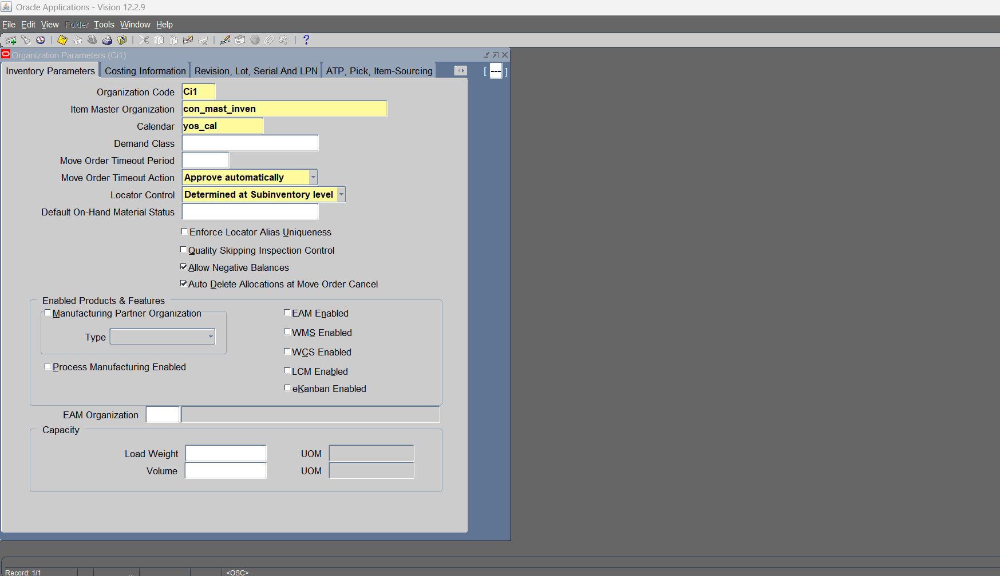 Oracle Applications - Vision 12.2.9
File Edit View Folder Tools Window Help
Organization Parameters (Ci1)
Inventory Parameters Costing Information Revision, Lot, Serial And LPN ATP, Pick, Item-Sourcing [ --- ]
Organization Code Ci1
Item Master Organization con_mast_inven
Calendar yos_cal
Demand Class
Move Order Timeout Period
Move Order Timeout Action Approve automatically
Locator Control Determined at Subinventory level
Default On-Hand Material Status
Enforce Locator Alias Uniqueness
Quality Skipping Inspection Control
Allow Negative Balances
Auto Delete Allocations at Move Order Cancel
Enabled Products & Features
Manufacturing Partner Organization EAM Enabled
Type WMS Enabled
WCS Enabled
Process Manufacturing Enabled LCM Enabled
eKanban Enabled
EAM Organization
Capacity
Load Weight UOM
Volume UOM
Record: 1/1 ... <OSC>